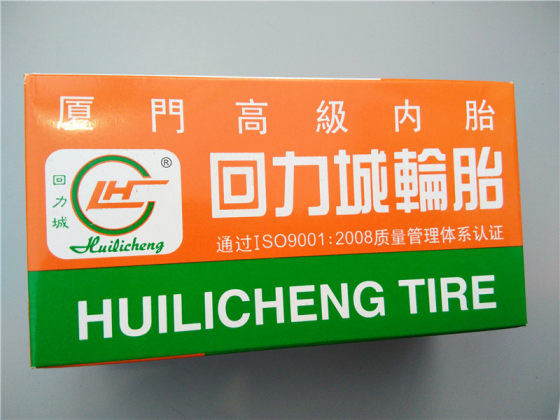 厦門高級内胎
回力城
LHC
®
Huilicheng
回力城輪胎
通过ISO9001:2008质量管理体系认证
HUILICHENG TIRE